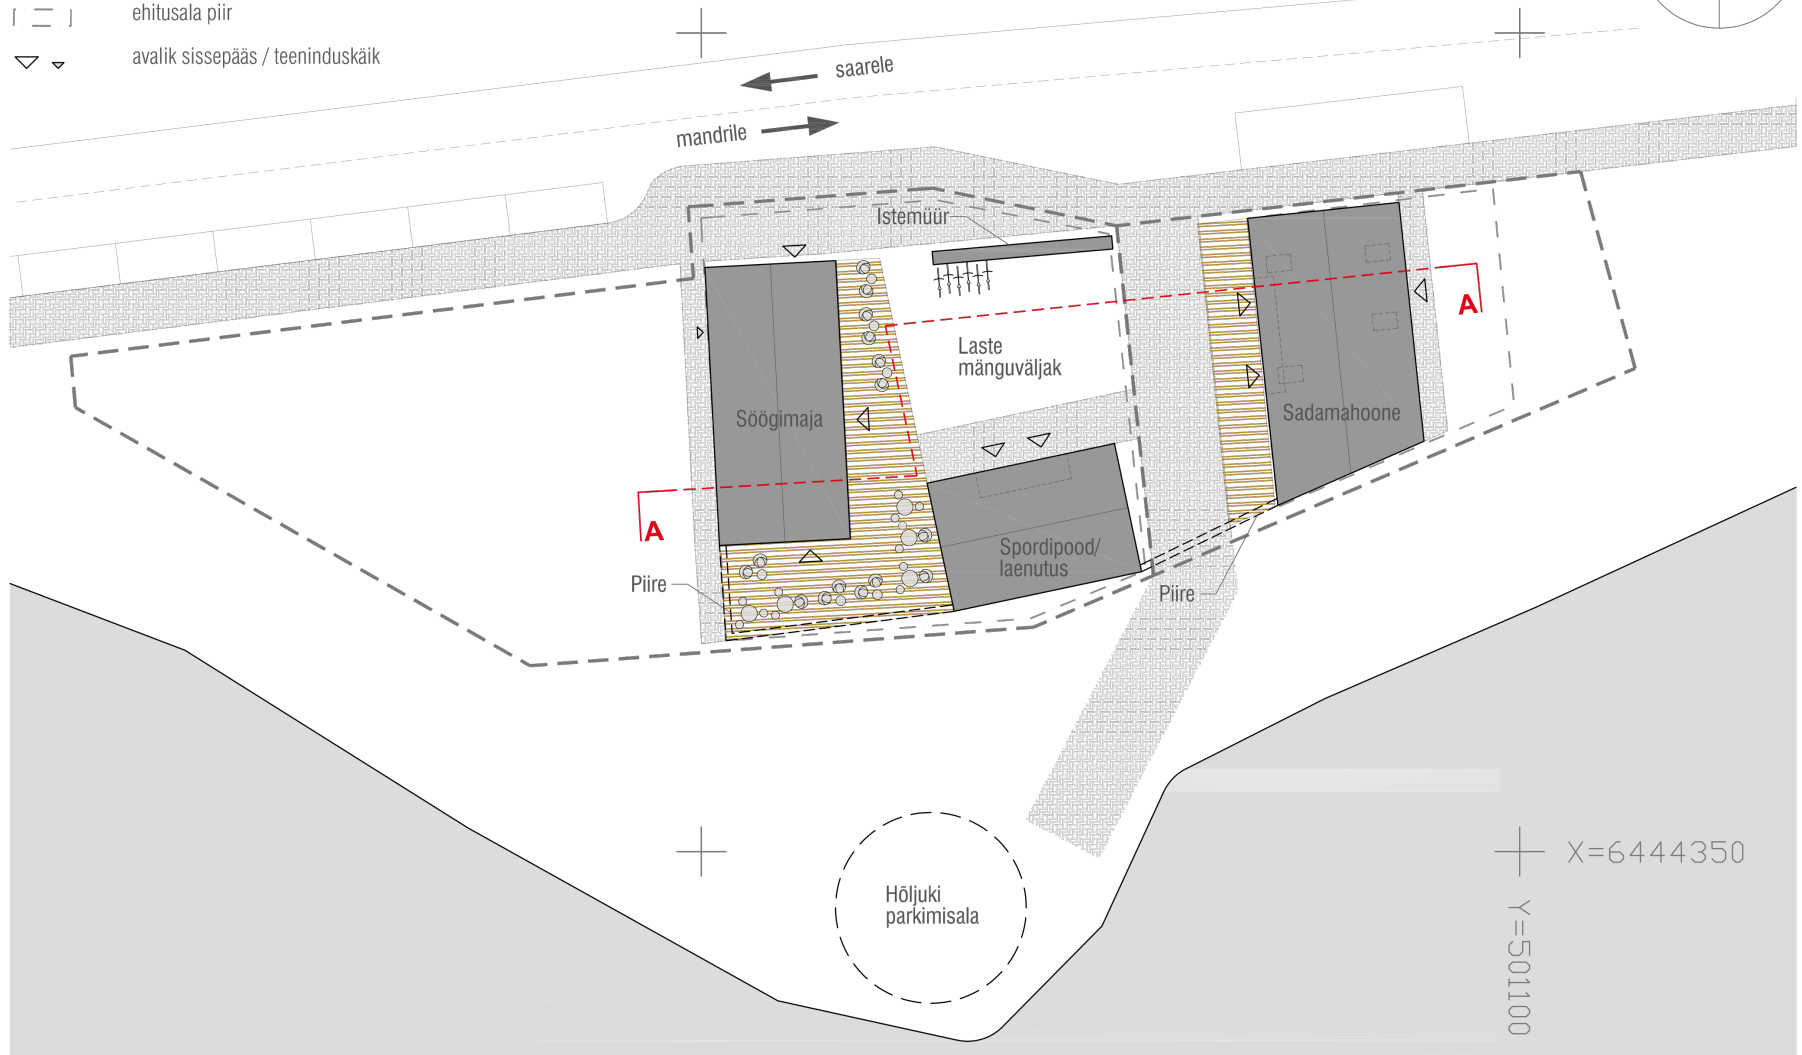 ehitusala piir
avalik sissepääs / teeninduskäik
saarele
mandrile
Istemüür
Laste
mänguväljak
A
Söögimaja
Sadamahoone
A
Spordipood/
laenutus
Piire
Piire
X=6444350
Hõljuki
parkimisala
Y=501100